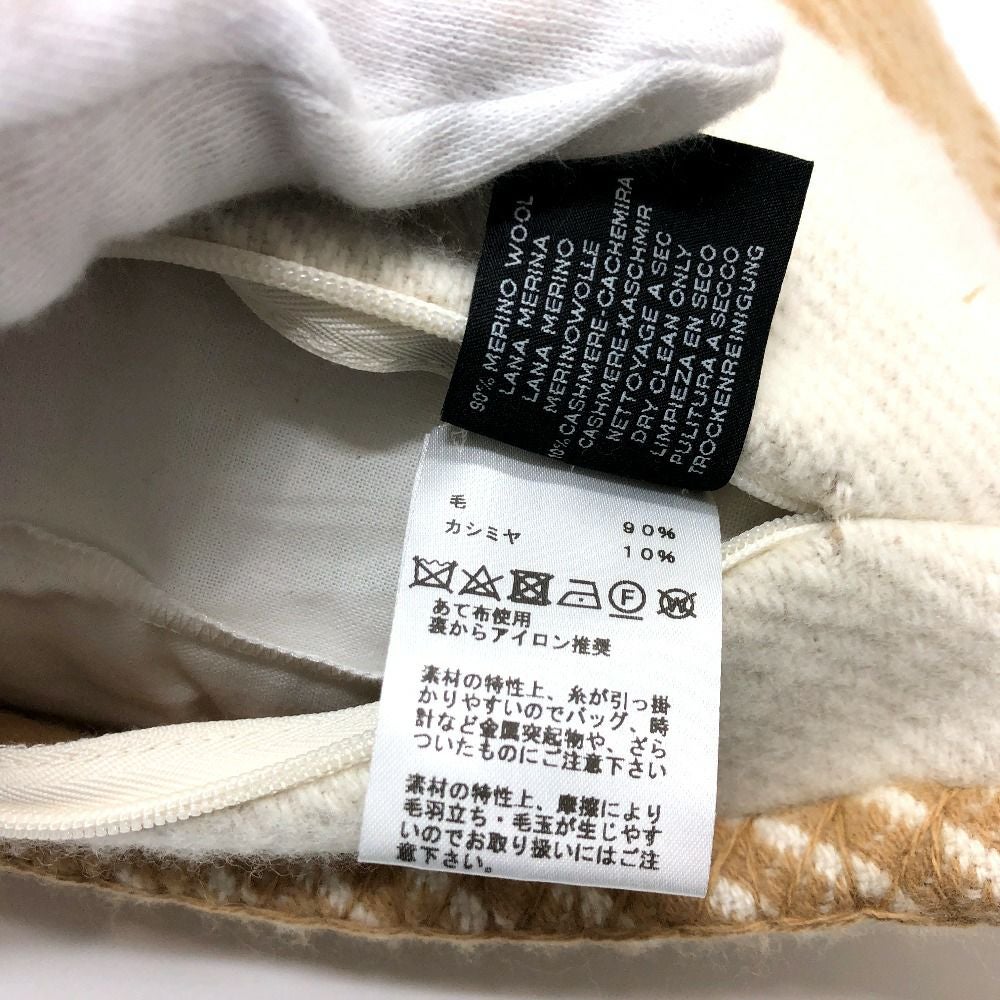 90% MERINO WOOL
LANA MERINA
LANA MERINO
MERINOWOLLE
10% CASHMERE-CACHEMIRA
CASHMERE-KASCHMIR
NETTOYAGE A SEC
DRY CLEAN ONLY
LIMPIEZA EN SECO
PULITURA A SECCO
TROCKENREINIGUNG
毛 90%
カシミヤ 10%
F W
あて布使用
裏からアイロン推奨
素材の特性上、糸が引っ掛
かりやすいのでバッグ、時
計など金属突起物や、ざら
ついたものにご注意下さい
素材の特性上、摩擦により
毛羽立ち・毛玉が生じやす
いのでお取り扱いにはご注
意下さい。